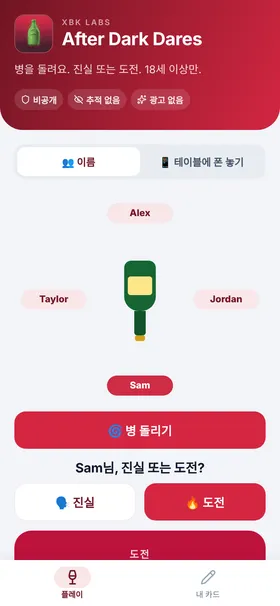 XBK LABS
After Dark Dares
병을 돌려요. 진실 또는 도전. 18세 이상만.
비공개
추적 없음
광고 없음
이름
테이블에 폰 놓기
Alex
Taylor
Jordan
Sam
병 돌리기
Sam님, 진실 또는 도전?
진실
도전
도전
플레이
내 카드